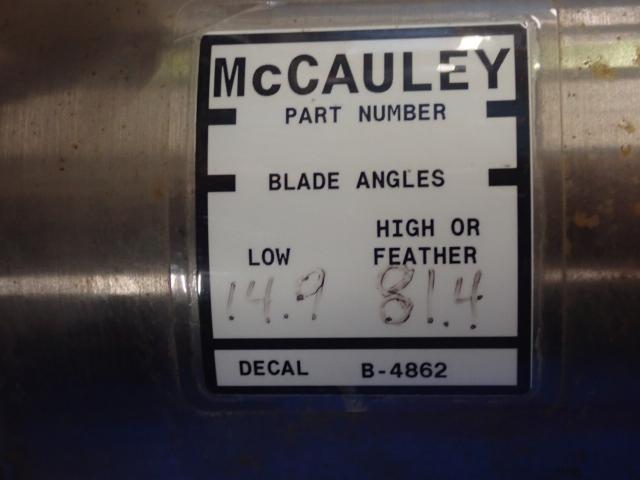 McCAULEY
PART NUMBER
BLADE ANGLES
HIGH OR
LOW FEATHER
14.9 81.4
DECAL B-4862